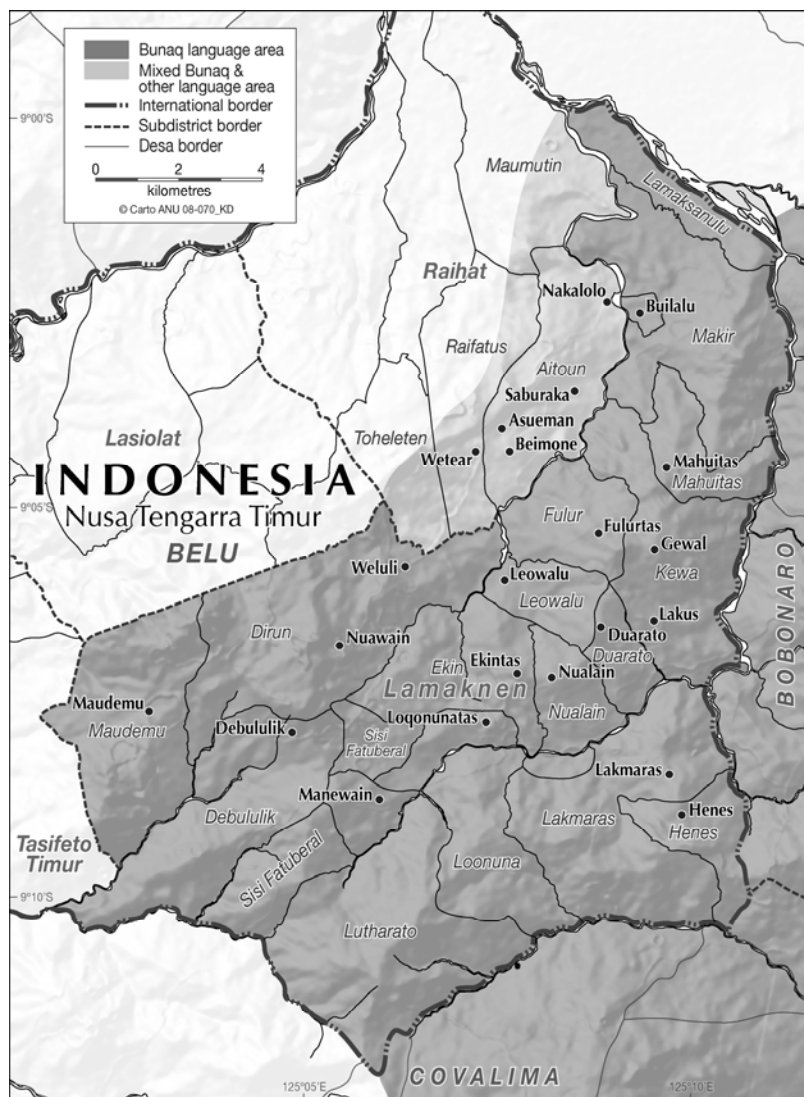 Bunaq language area
Mixed Bunaq &
other language area
International border
Subdistrict border
Desa border
0 2 4
kilometres
© Carto ANU 08-070_KD
9°00'S
Maumutin
Lamaksanulu
Raihat
Nakalolo
Builalu
Makir
Raifatus
Aitoun
Saburaka
Lasiolat
Toheleten
Asueman
Beimone
Wetear
Mahuitas
Mahuitas
INDONESIA
Nusa Tengarra Timur
9°05'S
BELU
Fulur
Fulurtas
Gewal
Kewa
Weluli
Leowalu
Leowalu
BOBONARO
Dirun
Nuawain
Duarato
Duarato
Lakus
Ekin
Ekintas
Nualain
Nualain
Lamaknen
Maudemu
Maudemu
Debululik
Sisi
Fatuberal
Loqonunatas
Lakmaras
Manewain
Debululik
Lakmaras
Henes
Henes
Tasifeto
Timur
Sisi Fatuberal
Loonuna
9°10'S
Lutharato
COVALIMA
125°05'E
125°10'E